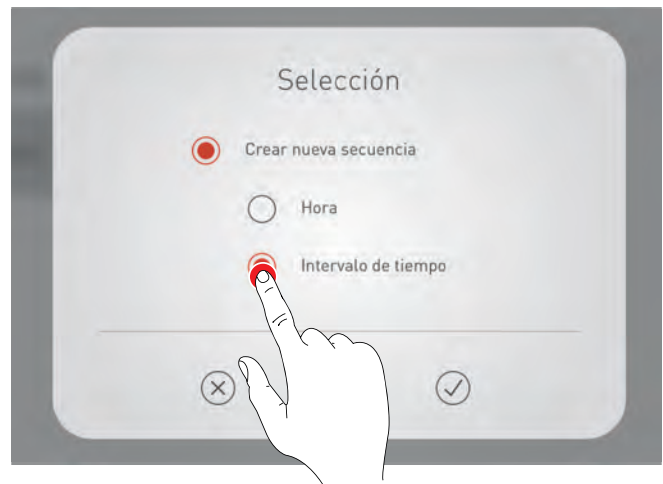 Selección
Crear nueva secuencia
Hora
Intervalo de tiempo